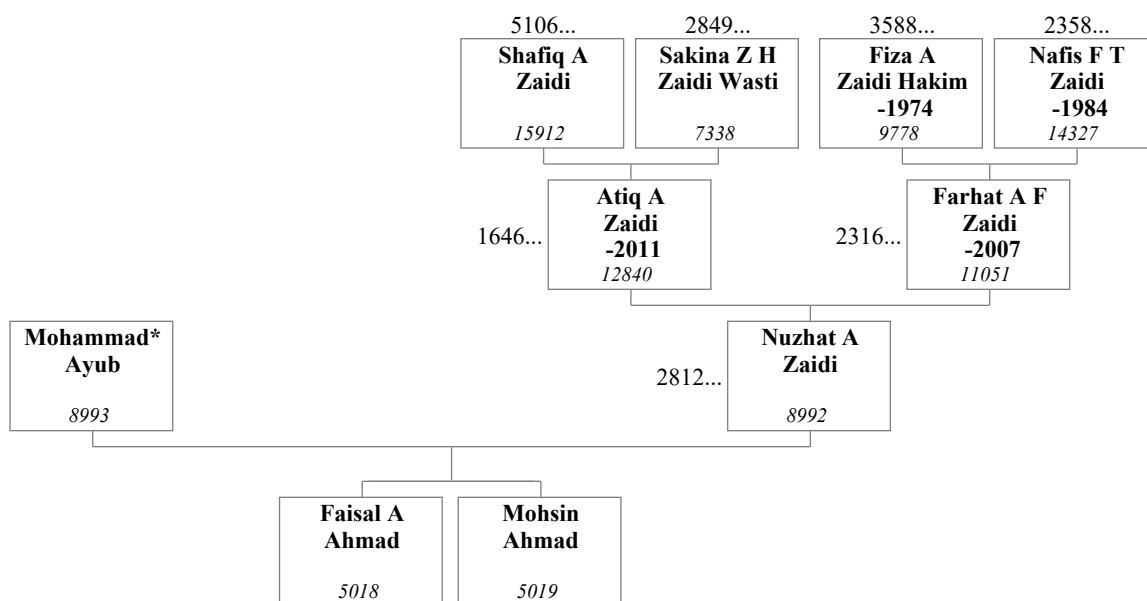 5106...
2849...
3588...
2358...
Shafiq A
Zaidi
15912
Sakina Z H
Zaidi Wasti
7338
Fiza A
Zaidi Hakim
-1974
9778
Nafis F T
Zaidi
-1984
14327
1646...
Atiq A
Zaidi
-2011
12840
2316...
Farhat A F
Zaidi
-2007
11051
Mohammad*
Ayub
8993
2812...
Nuzhat A
Zaidi
8992
Faisal A
Ahmad
5018
Mohsin
Ahmad
5019